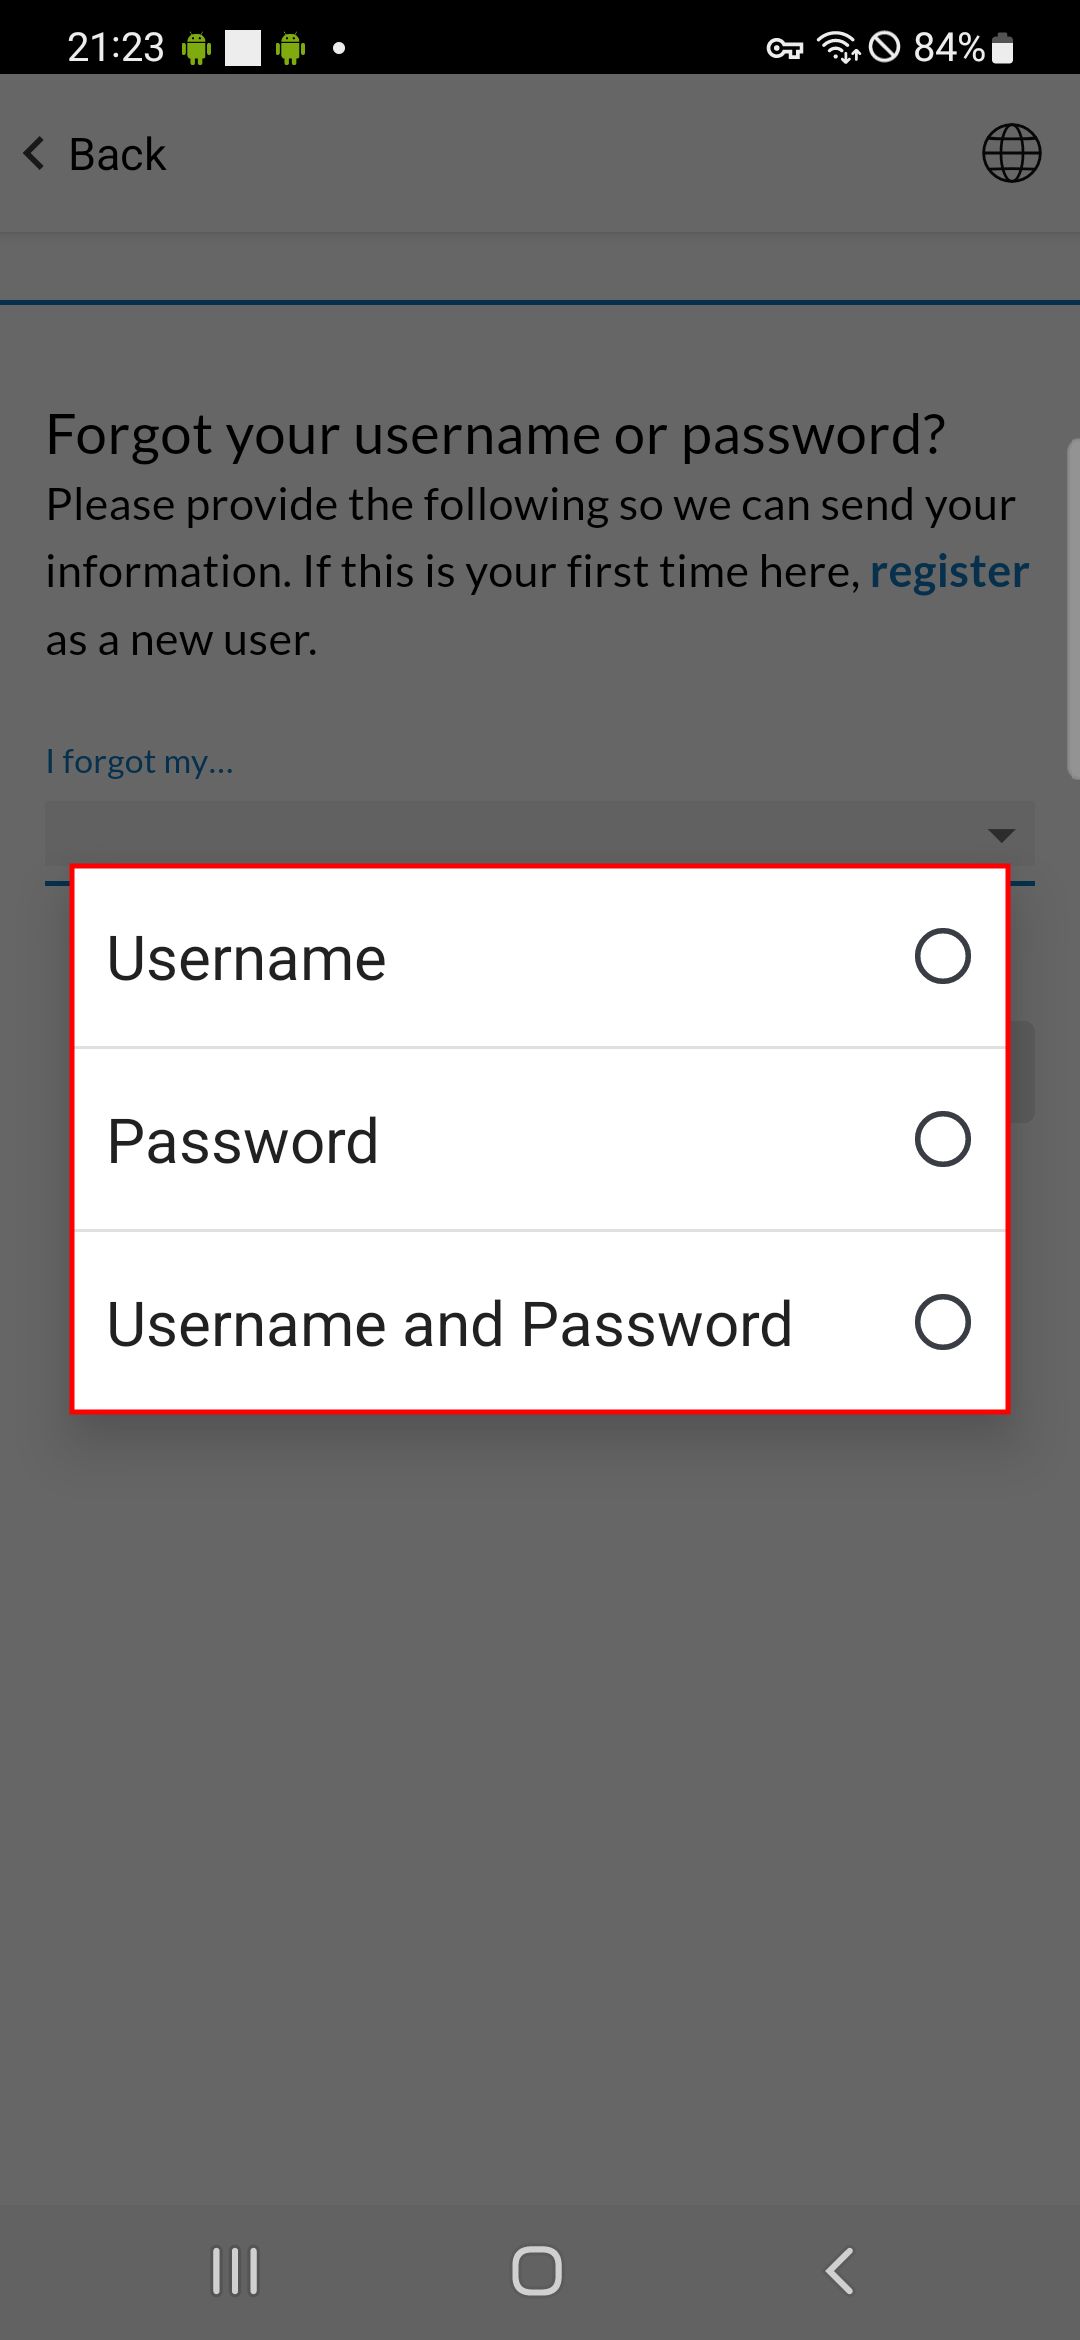 21:23 84%
Back
Forgot your username or password?
Please provide the following so we can send your
information. If this is your first time here, register
as a new user.
I forgot my...
Username
Password
Username and Password